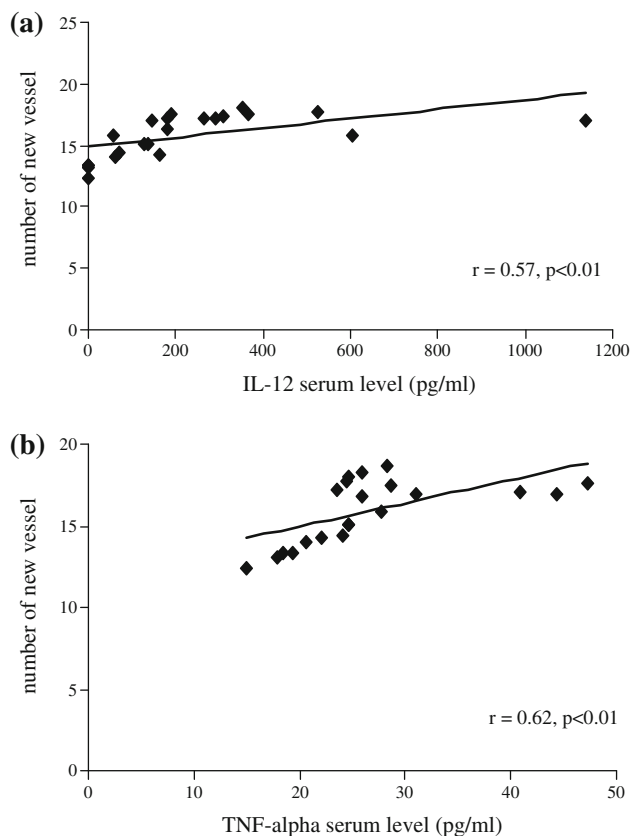 (a)
number of new vessel
25
20
15
10
5
0
r = 0.57, p<0.01
0 200 400 600 800 1000 1200
IL-12 serum level (pg/ml)
(b)
number of new vessel
20
15
10
5
0
r = 0.62, p<0.01
0 10 20 30 40 50
TNF-alpha serum level (pg/ml)